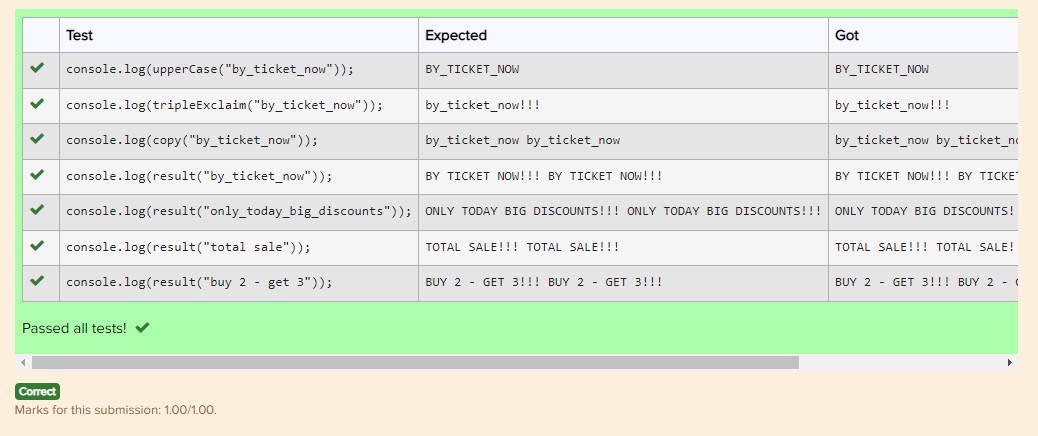 Test Expected Got
console.log(upperCase("by_ticket_now")); BY_TICKET_NOW BY_TICKET_NOW
console.log(tripleExclaim("by_ticket_now")); by_ticket_now!!! by_ticket_now!!!
console.log(copy("by_ticket_now")); by_ticket_now by_ticket_now by_ticket_now by_ticket_no
console.log(result("by_ticket_now")); BY TICKET NOW!!! BY TICKET NOW!!! BY TICKET NOW!!! BY TICKET
console.log(result("only_today_big_discounts")); ONLY TODAY BIG DISCOUNTS!!! ONLY TODAY BIG DISCOUNTS!!! ONLY TODAY BIG DISCOUNTS!
console.log(result("total sale")); TOTAL SALE!!! TOTAL SALE!!! TOTAL SALE!!! TOTAL SALE!
console.log(result("buy 2 - get 3")); BUY 2 - GET 3!!! BUY 2 - GET 3!!! BUY 2 - GET 3!!! BUY 2 -
Passed all tests!
Correct
Marks for this submission: 1.00/1.00.